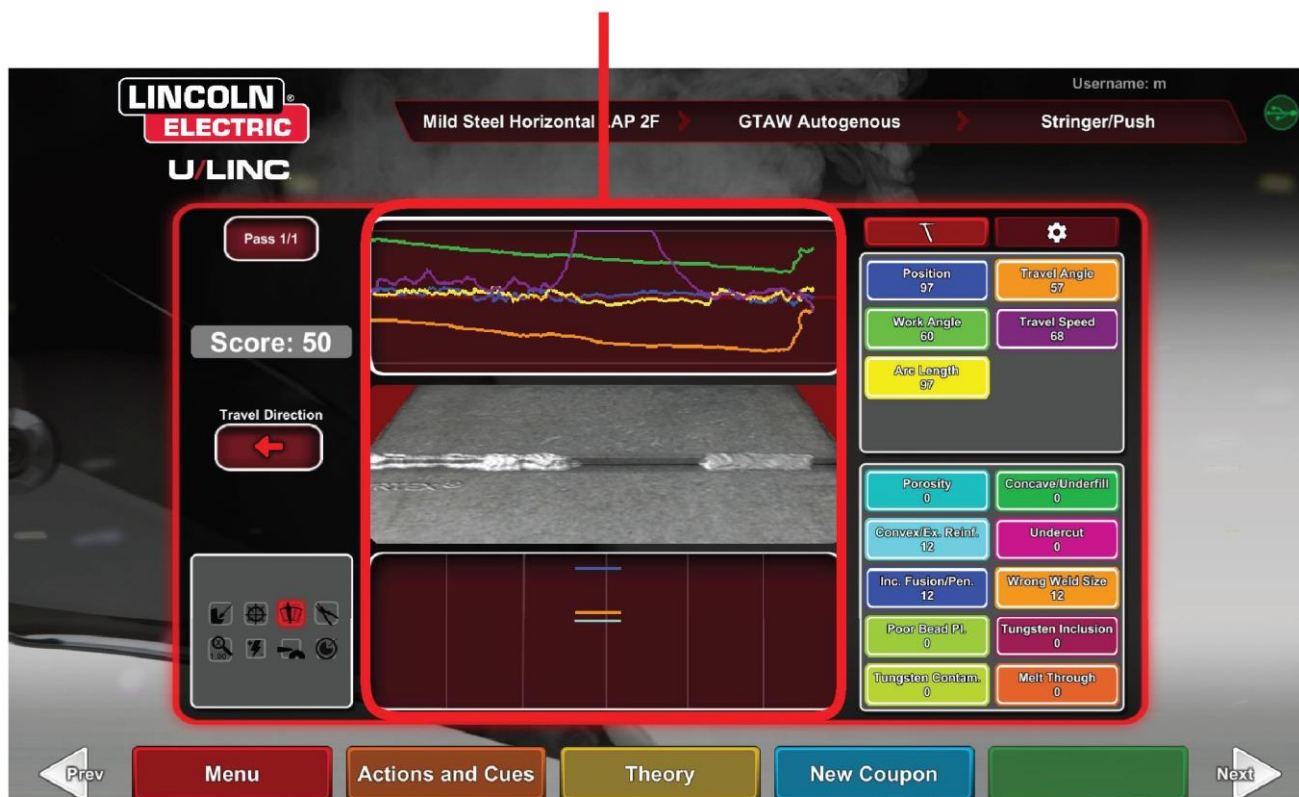 LINCOLN ®
ELECTRIC
U/LINC
Username: m
Mild Steel Horizontal LAP 2F
GTAW Autogenous
Stringer/Push
Pass 1/1
Score: 50
Travel Direction
Position
97
Travel Angle
57
Work Angle
60
Travel Speed
68
Arc Length
97
Porosity
0
Concave/Underfill
0
Convex/Ex. Reinf.
12
Undercut
0
Inc. Fusion/Pen.
12
Wrong Weld Size
12
Poor Bead Pl.
0
Tungsten Inclusion
0
Tungsten Contam.
0
Melt Through
0
1.00
Prev
Menu
Actions and Cues
Theory
New Coupon
Next